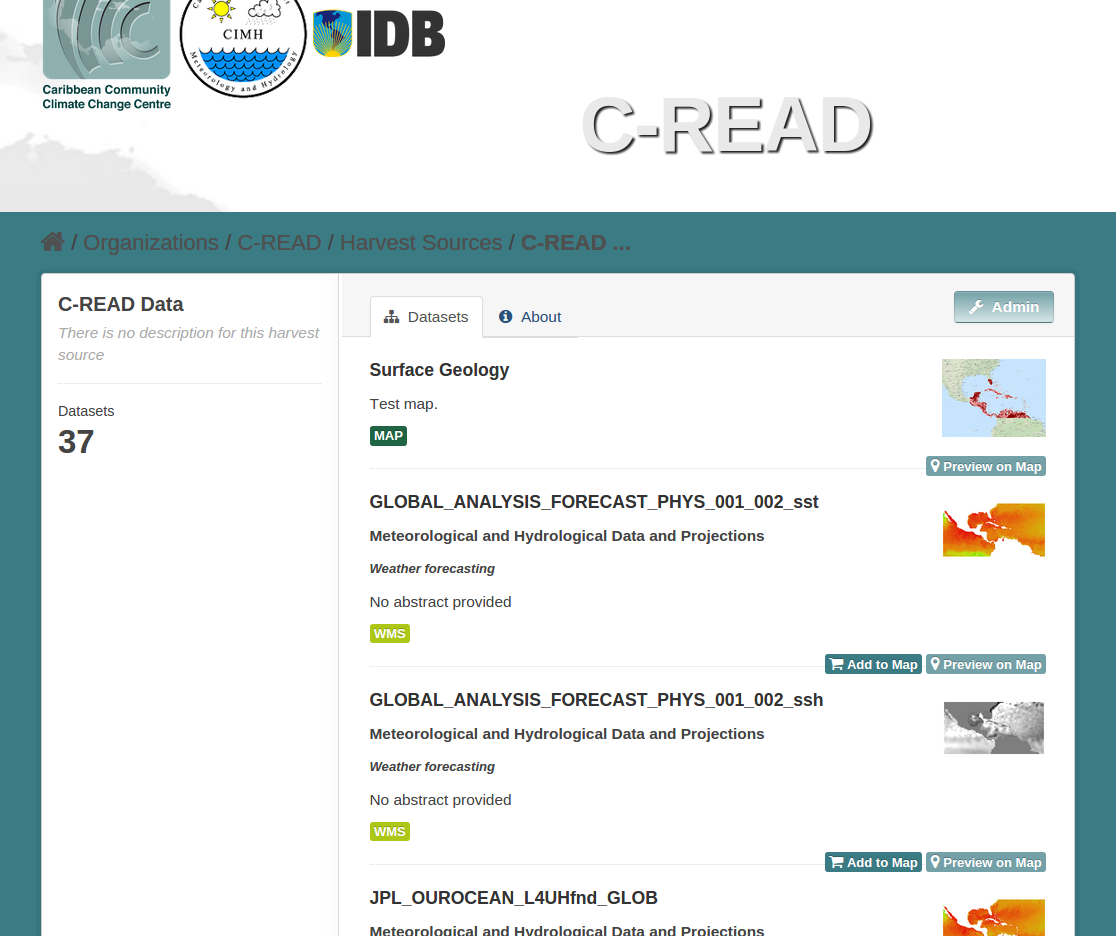 CIMH
Meteorology and Hydrology
IDB
Caribbean Community
Climate Change Centre
C-READ
/ Organizations / C-READ / Harvest Sources / C-READ ...
C-READ Data
There is no description for this harvest
source
Datasets
37
Datasets
About
Admin
Surface Geology
Test map.
MAP
Preview on Map
GLOBAL_ANALYSIS_FORECAST_PHYS_001_002_sst
Meteorological and Hydrological Data and Projections
Weather forecasting
No abstract provided
WMS
Add to Map
Preview on Map
GLOBAL_ANALYSIS_FORECAST_PHYS_001_002_ssh
Meteorological and Hydrological Data and Projections
Weather forecasting
No abstract provided
WMS
Add to Map
Preview on Map
JPL_OUROCEAN_L4UHfnd_GLOB
Meteorological and Hydrological Data and Projections